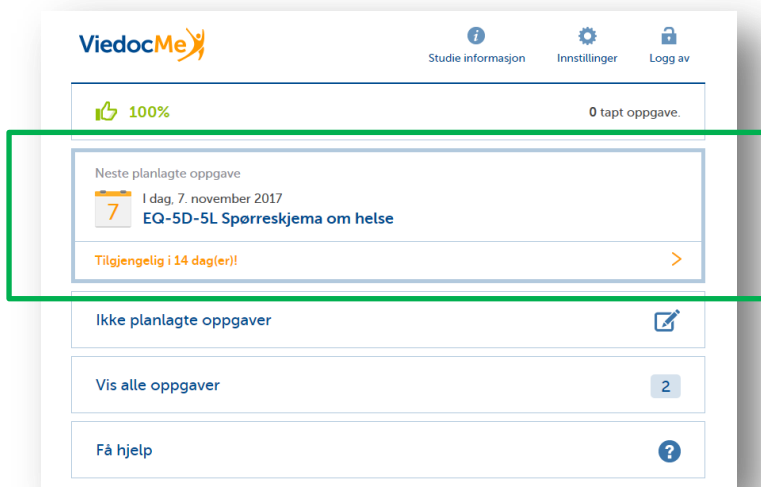 ViedocMe
Studie informasjon
Innstillinger
Logg av
100%
0 tapt oppgave.
Neste planlagte oppgave
7
I dag, 7. november 2017
EQ-5D-5L Spørreskjema om helse
Tilgjengelig i 14 dag(er)!
Ikke planlagte oppgaver
Vis alle oppgaver
2
Få hjelp
?